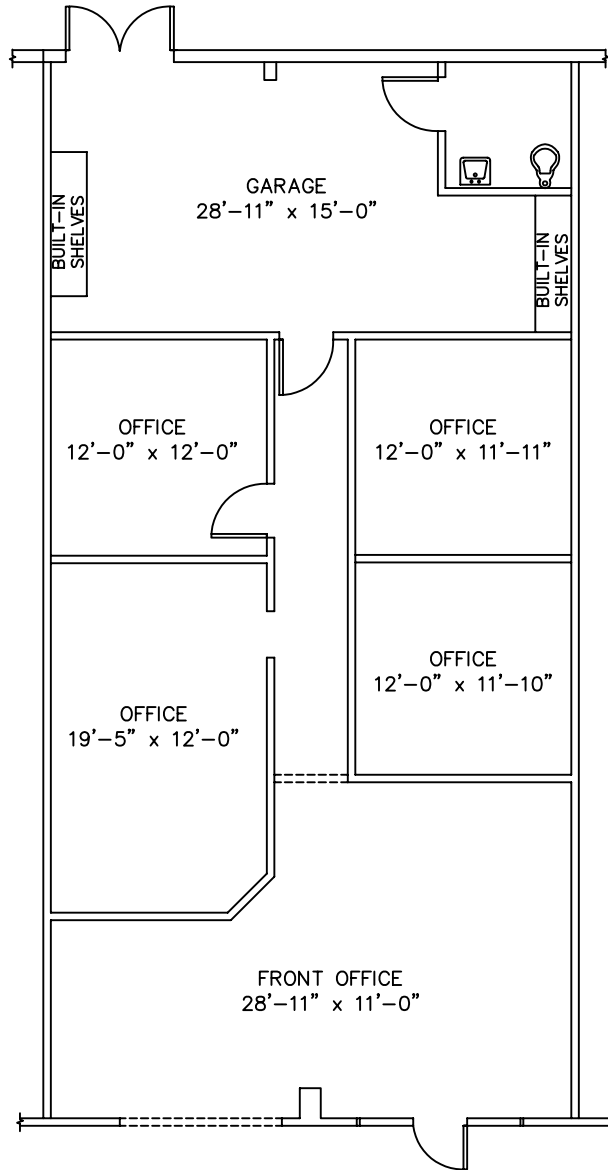 GARAGE
28'-11" x 15'-0"
BUILT-IN
SHELVES
BUILT-IN
SHELVES
OFFICE
12'-0" x 12'-0"
OFFICE
12'-0" x 11'-11"
OFFICE
12'-0" x 11'-10"
OFFICE
19'-5" x 12'-0"
FRONT OFFICE
28'-11" x 11'-0"